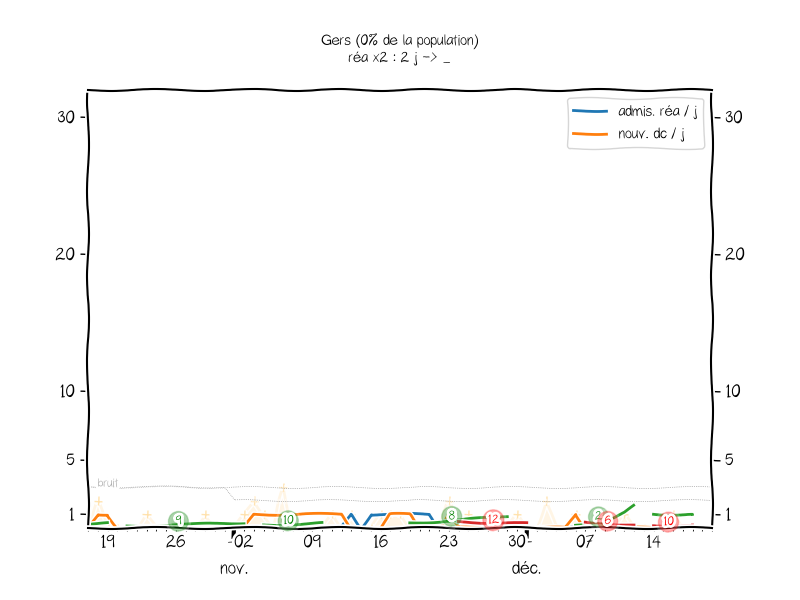 Gers (0% de la population)
réa x2 : 2 j -> _
admis. réa / j
nouv. dc / j
30 30
20 20
10 10
5 5
bruit
1 1
9 10 8 12 2 6 10
19 26 02 09 16 23 30 07 14
nov. déc.